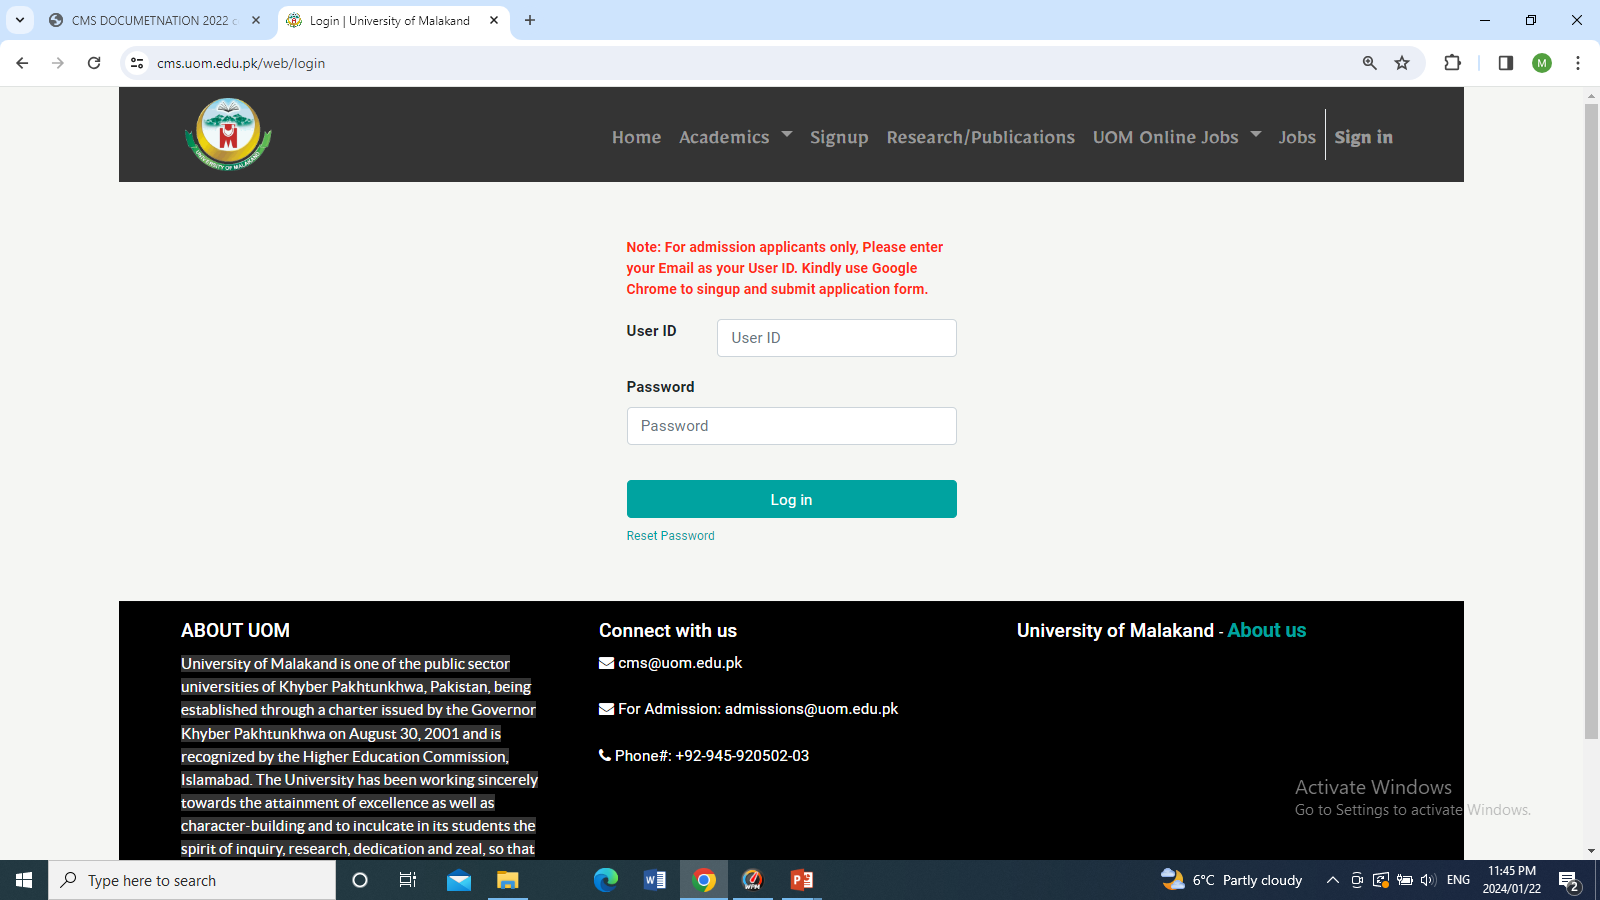 CMS DOCUMETNATION 2022 c
Login | University of Malakand
cms.uom.edu.pk/web/login
M
UNIVERSITY OF MALAKAND
Home Academics Signup Research/Publications UOM Online Jobs Jobs Sign in
Note: For admission applicants only, Please enter
your Email as your User ID. Kindly use Google
Chrome to singup and submit application form.
User ID
User ID
Password
Password
Log in
Reset Password
ABOUT UOM
University of Malakand is one of the public sector
universities of Khyber Pakhtunkhwa, Pakistan, being
established through a charter issued by the Governor
Khyber Pakhtunkhwa on August 30, 2001 and is
recognized by the Higher Education Commission,
Islamabad. The University has been working sincerely
towards the attainment of excellence as well as
character-building and to inculcate in its students the
spirit of inquiry, research, dedication and zeal, so that
Connect with us
cms@uom.edu.pk
For Admission: admissions@uom.edu.pk
Phone#: +92-945-920502-03
University of Malakand - About us
Activate Windows
Go to Settings to activate Windows.
Type here to search
6°C Partly cloudy
ENG
11:45 PM
2024/01/22
2